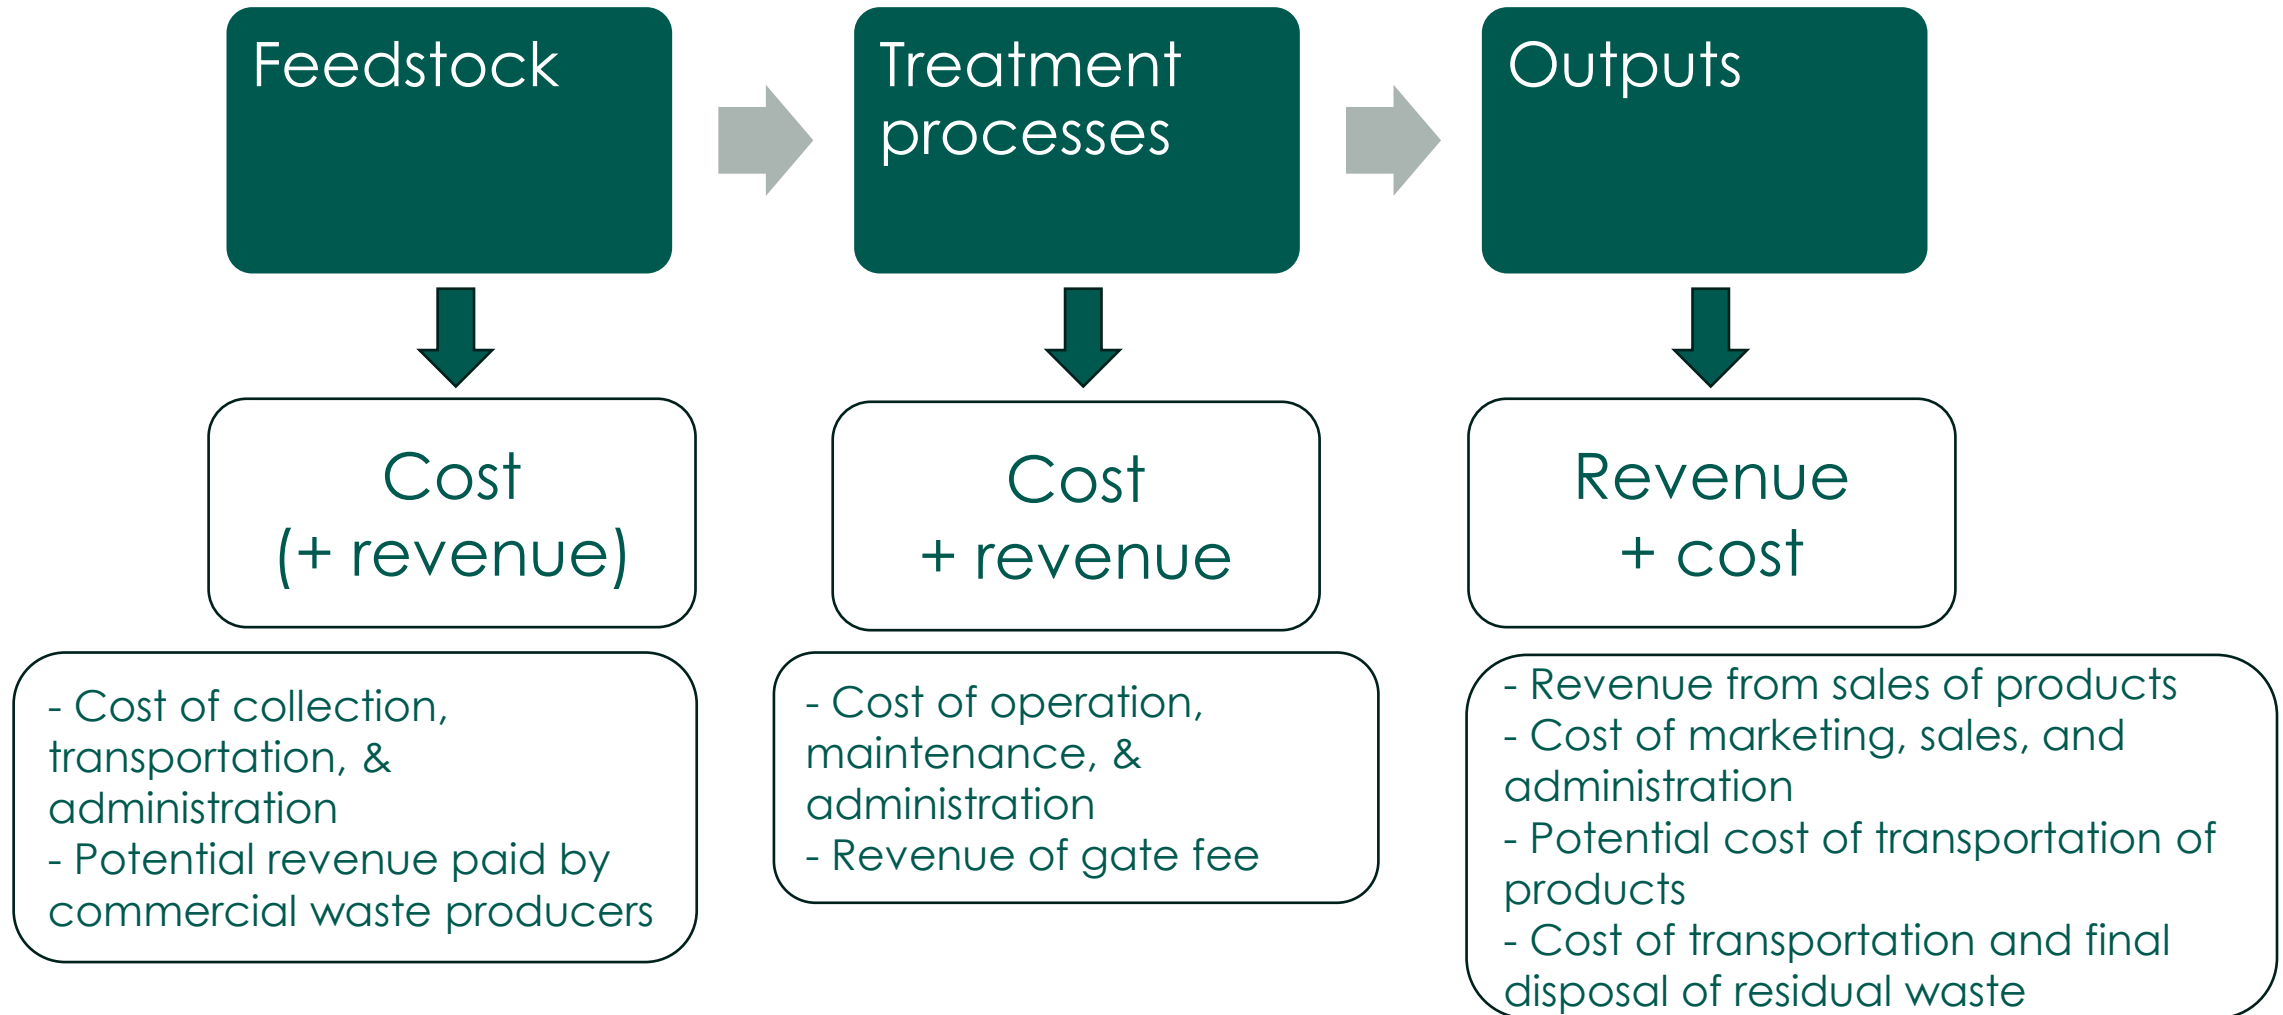 Feedstock
Treatment
processes
Outputs
Cost
(+ revenue)
Cost
+ revenue
Revenue
+ cost
- Cost of collection,
transportation, &
administration
- Potential revenue paid by
commercial waste producers
- Cost of operation,
maintenance, &
administration
- Revenue of gate fee
- Revenue from sales of products
- Cost of marketing, sales, and
administration
- Potential cost of transportation of
products
- Cost of transportation and final
disposal of residual waste